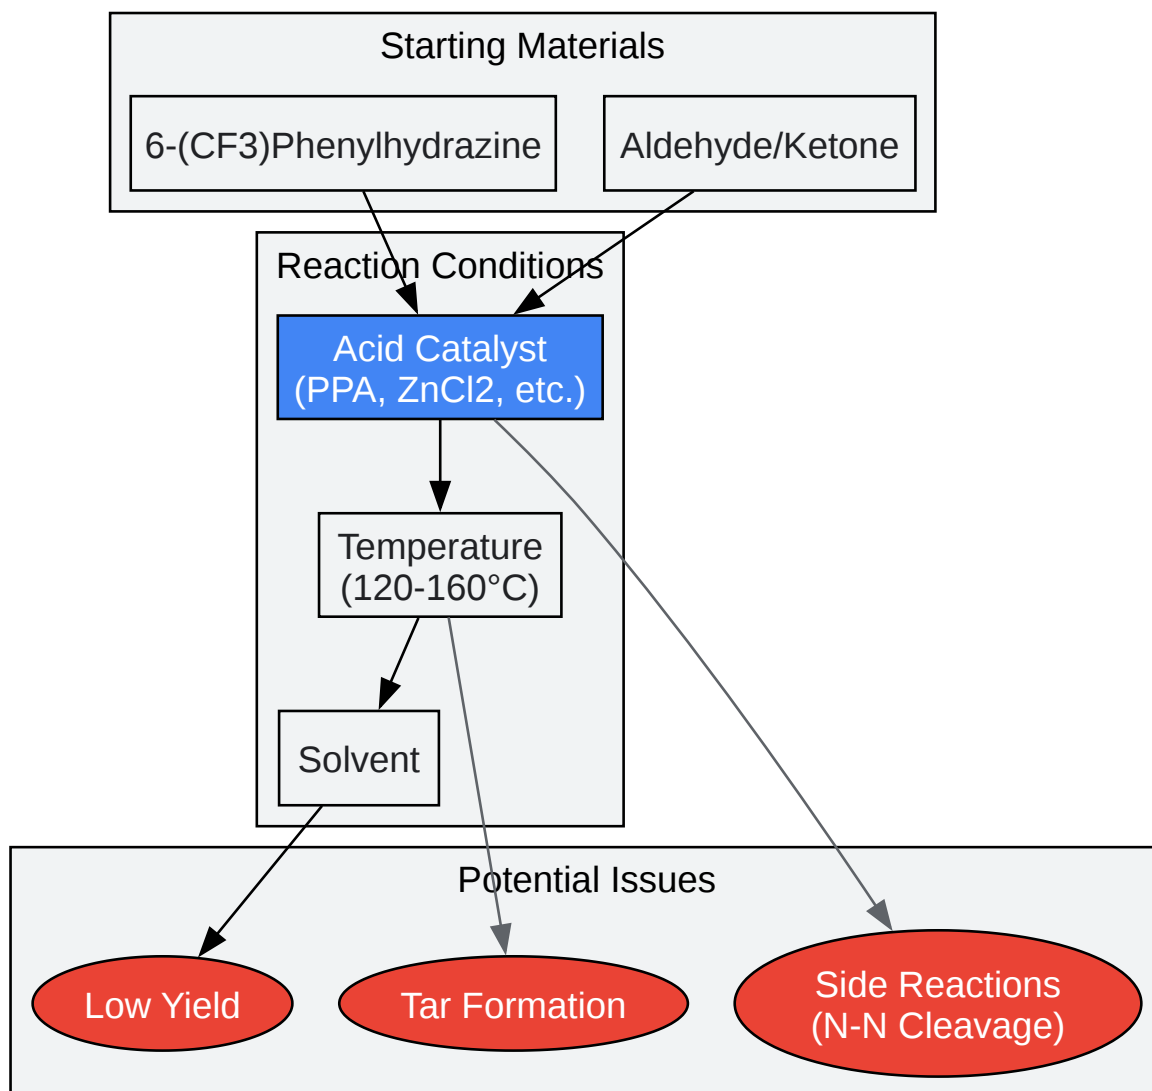 Starting Materials
6-(CF3)Phenylhydrazine
Aldehyde/Ketone
Reaction Conditions
Acid Catalyst
(PPA, ZnCl2, etc.)
Temperature
(120-160°C)
Solvent
Potential Issues
Low Yield
Tar Formation
Side Reactions
(N-N Cleavage)